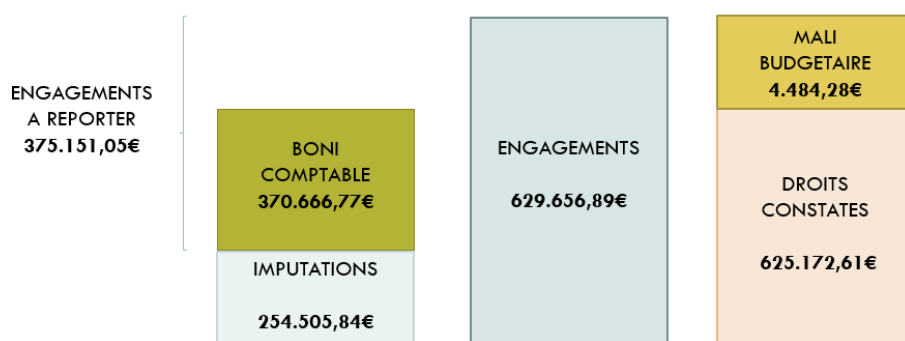 ENGAGEMENTS
A REPORTER
375.151,05€
BONI
COMPTABLE
370.666,77€
IMPUTATIONS
254.505,84€
ENGAGEMENTS
629.656,89€
MALI
BUDGETAIRE
4.484,28€
DROITS
CONSTATES
625.172,61€